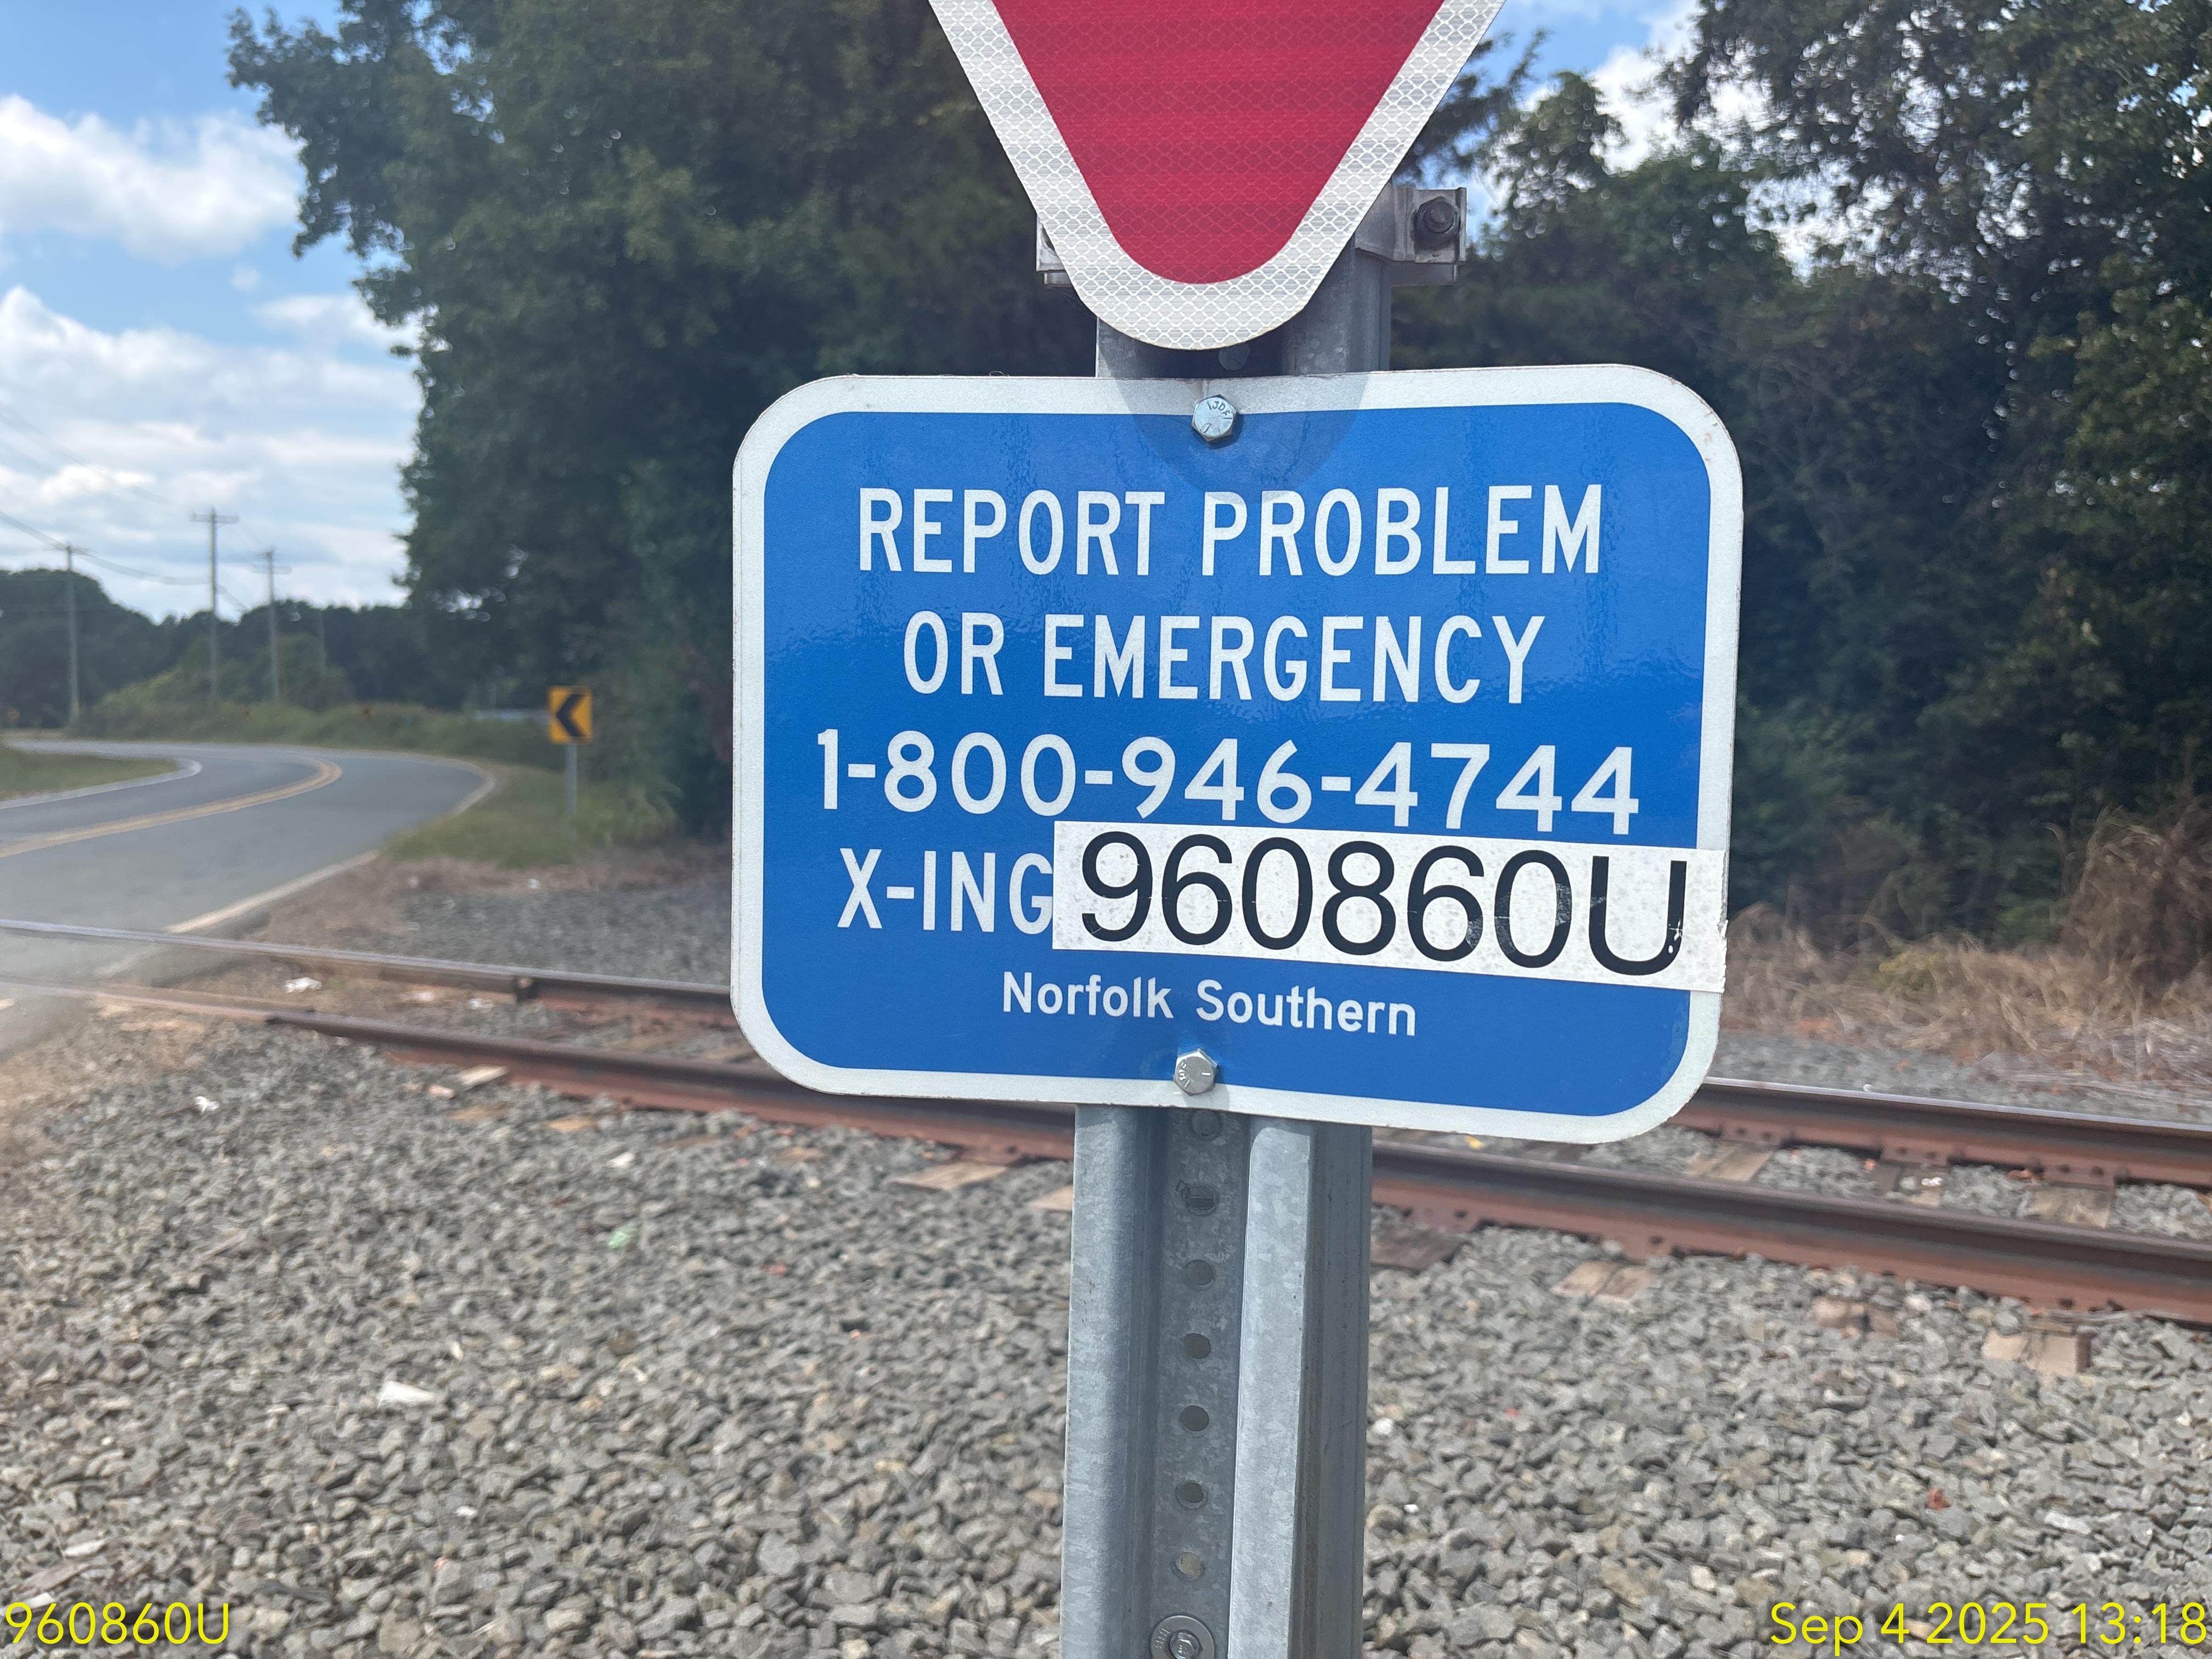 REPORT PROBLEM
OR EMERGENCY
1-800-946-4744
X-ING 960860U
Norfolk Southern
960860U
Sep 4 2025 13:18